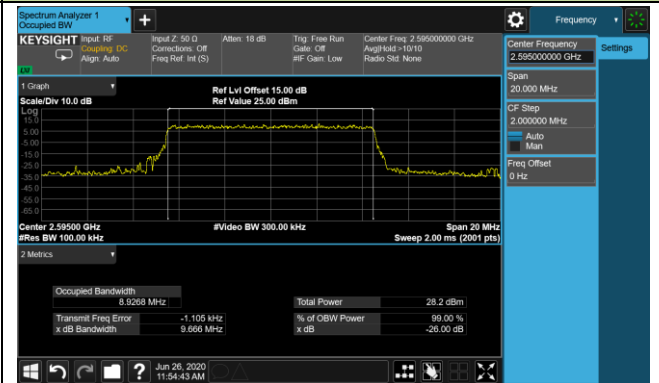 Spectrum Analyzer 1
Occupied BW
+
Frequency
KEYSIGHT
Input: RF
Coupling: DC
Align: Auto
Input Z: 50 Ω
Corrections: Off
Freq Ref: Int (S)
Atten: 18 dB
Trig: Free Run
Gate: Off
#IF Gain: Low
Center Freq: 2.595000000 GHz
Avg|Hold >10/10
Radio Std: None
Center Frequency
2.595000000 GHz
Settings
Span
20.000 MHz
CF Step
2.000000 MHz
Auto
Man
Freq Offset
0 Hz
1 Graph
Scale/Div 10.0 dB
Ref Lvl Offset 15.00 dB
Ref Value 25.00 dBm
Log
15.0
5.00
-5.00
-15.0
-25.0
-35.0
-45.0
-55.0
-65.0
Center 2.59500 GHz
#Res BW 100.00 kHz
#Video BW 300.00 kHz
Span 20 MHz
Sweep 2.00 ms (2001 pts)
2 Metrics
Occupied Bandwidth
8.9268 MHz
Total Power
28.2 dBm
Transmit Freq Error
-1.105 kHz
% of OBW Power
99.00 %
x dB Bandwidth
9.666 MHz
x dB
-26.00 dB
?
Jun 26, 2020
11:54:43 AM